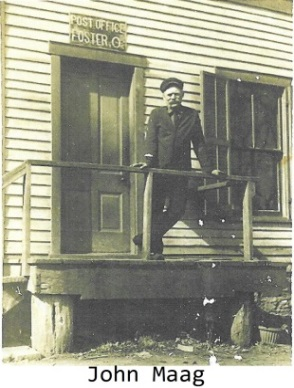 POST OFFICE
FOSTER, O.
John Maag